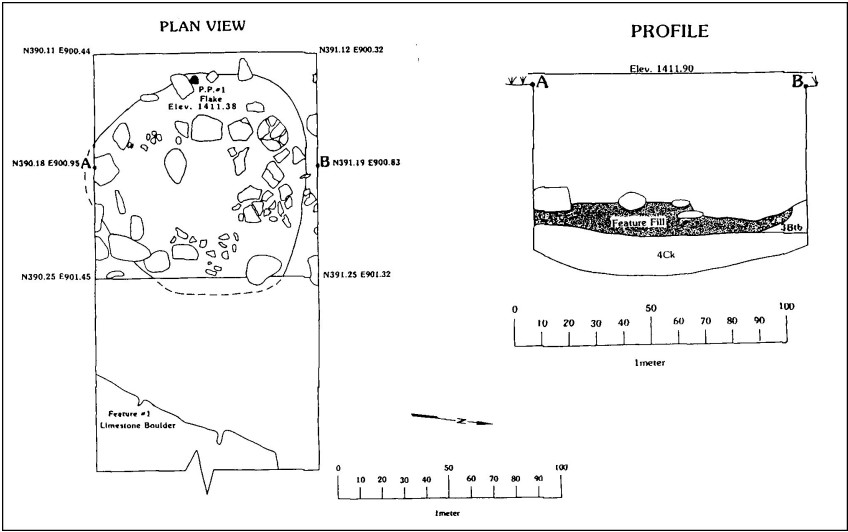 PLAN VIEW
N390.11 E900.44
N391.12 E900.32
P.P.#1
Flake
Elev. 1411.38
N390.18 E900.95
A
B
N391.19 E900.83
N390.25 E901.45
N391.25 E901.32
Feature #1
Limestone Boulder
N
0 10 20 30 40 50 60 70 80 90 100
1meter
PROFILE
Elev. 1411.90
A
B
Feature Fill
3Btb
4Ck
0 10 20 30 40 50 60 70 80 90 100
1meter